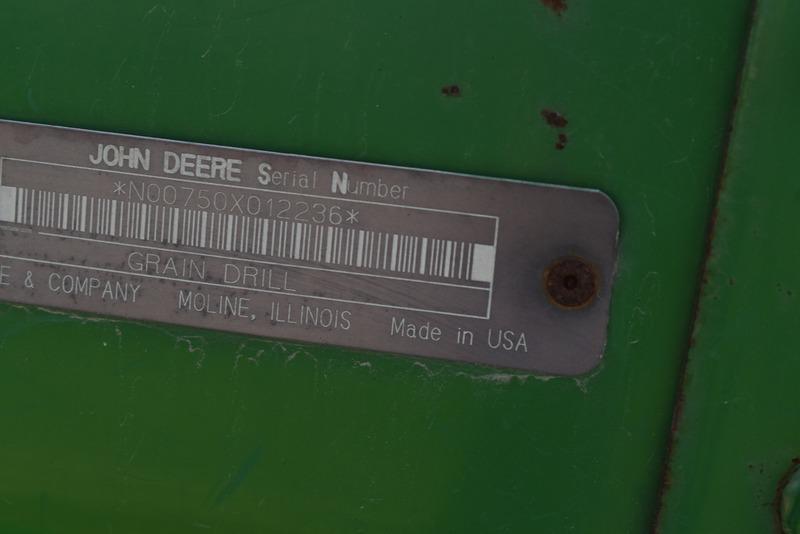 JOHN DEERE Serial Number
*N00750X012236*
GRAIN DRILL
E & COMPANY MOLINE, ILLINOIS Made in USA